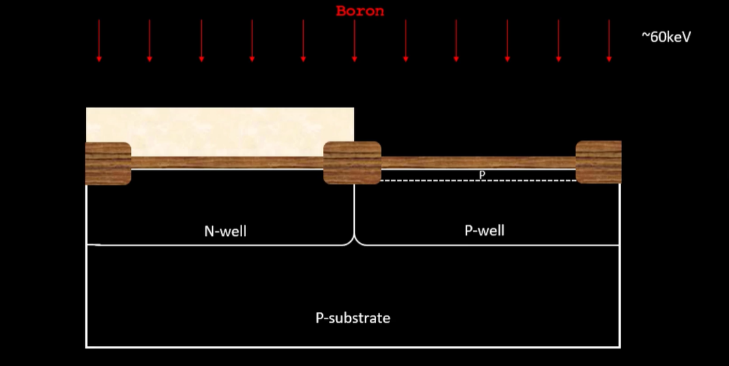 Boron
~60keV
P
N-well
P-well
P-substrate